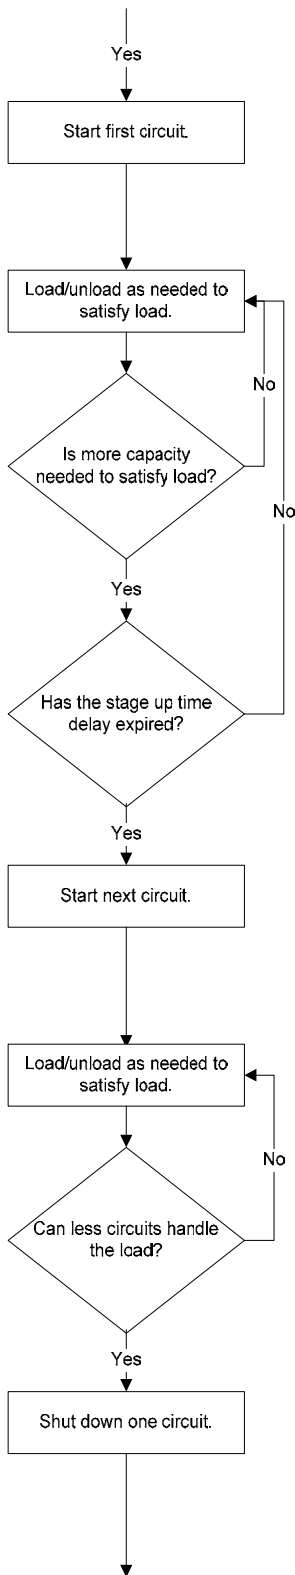 Yes
Start first circuit.
Load/unload as needed to
satisfy load.
No
Is more capacity
needed to satisfy load?
No
Yes
Has the stage up time
delay expired?
Yes
Start next circuit.
Load/unload as needed to
satisfy load.
No
Can less circuits handle
the load?
Yes
Shut down one circuit.